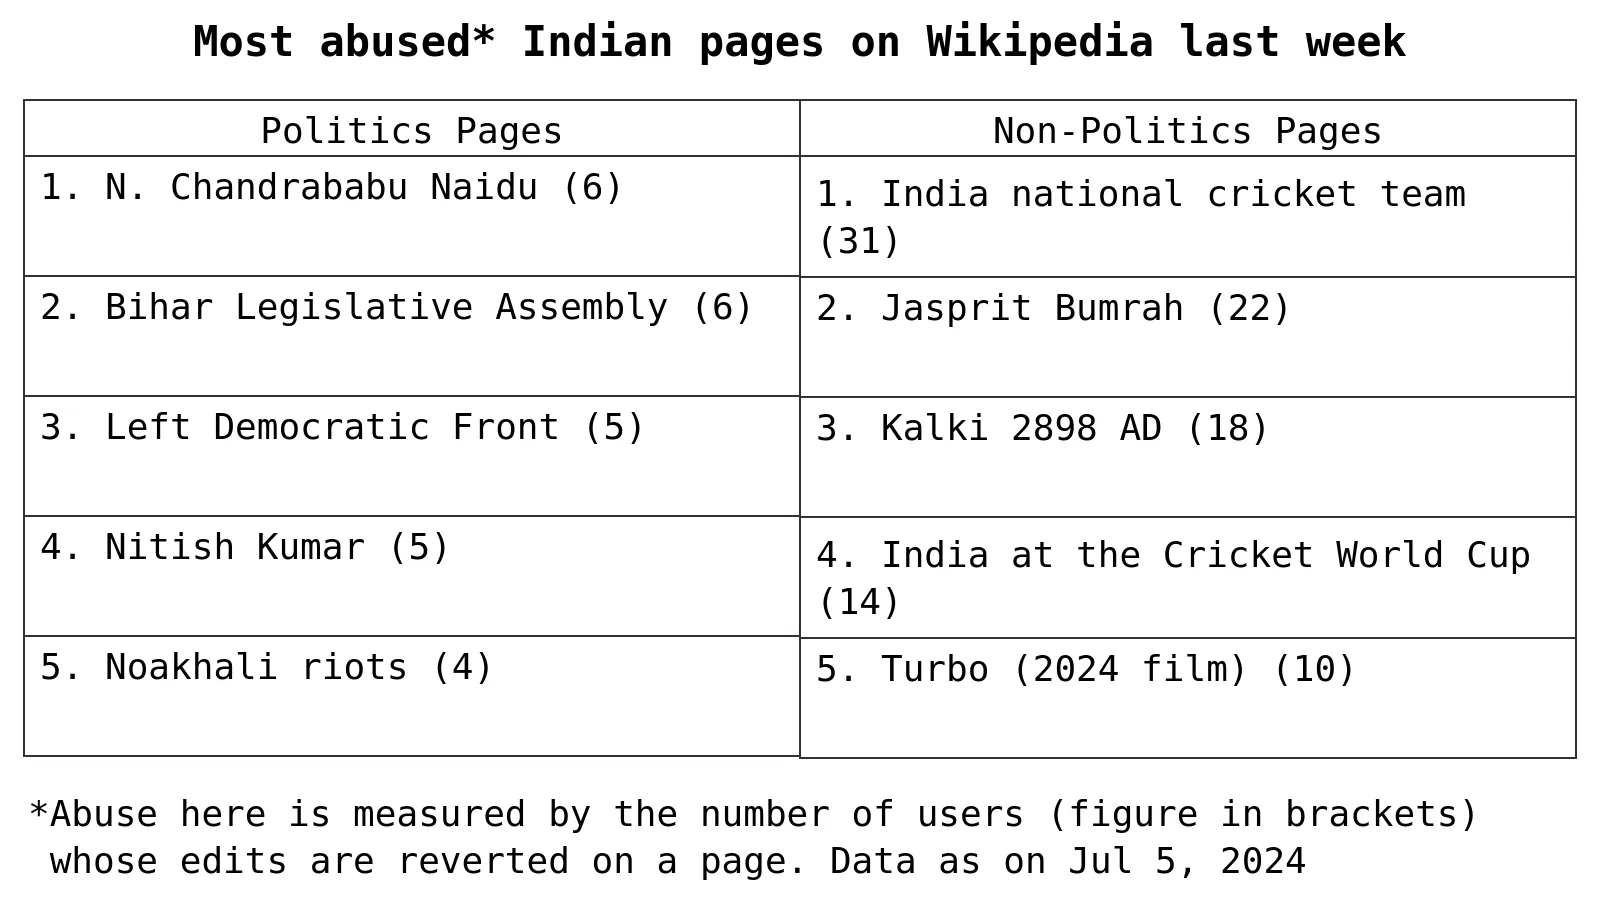 Most abused* Indian pages on Wikipedia last week
Politics Pages
Non-Politics Pages
1. N. Chandrababu Naidu (6)
1. India national cricket team
(31)
2. Bihar Legislative Assembly (6)
2. Jasprit Bumrah (22)
3. Left Democratic Front (5)
3. Kalki 2898 AD (18)
4. Nitish Kumar (5)
4. India at the Cricket World Cup
(14)
5. Noakhali riots (4)
5. Turbo (2024 film) (10)
*Abuse here is measured by the number of users (figure in brackets)
whose edits are reverted on a page. Data as on Jul 5, 2024